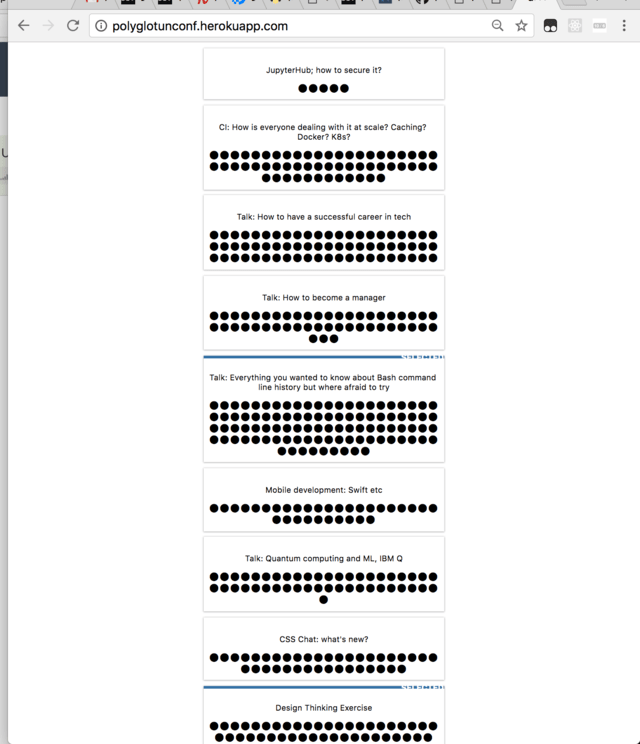 polyglotunconf.herokuapp.com
JupyterHub; how to secure it?
CI: How is everyone dealing with it at scale? Caching?
Docker? K8s?
Talk: How to have a successful career in tech
Talk: How to become a manager
SELECTED
Talk: Everything you wanted to know about Bash command
line history but where afraid to try
Mobile development: Swift etc
Talk: Quantum computing and ML, IBM Q
CSS Chat: what's new?
SELECTED
Design Thinking Exercise